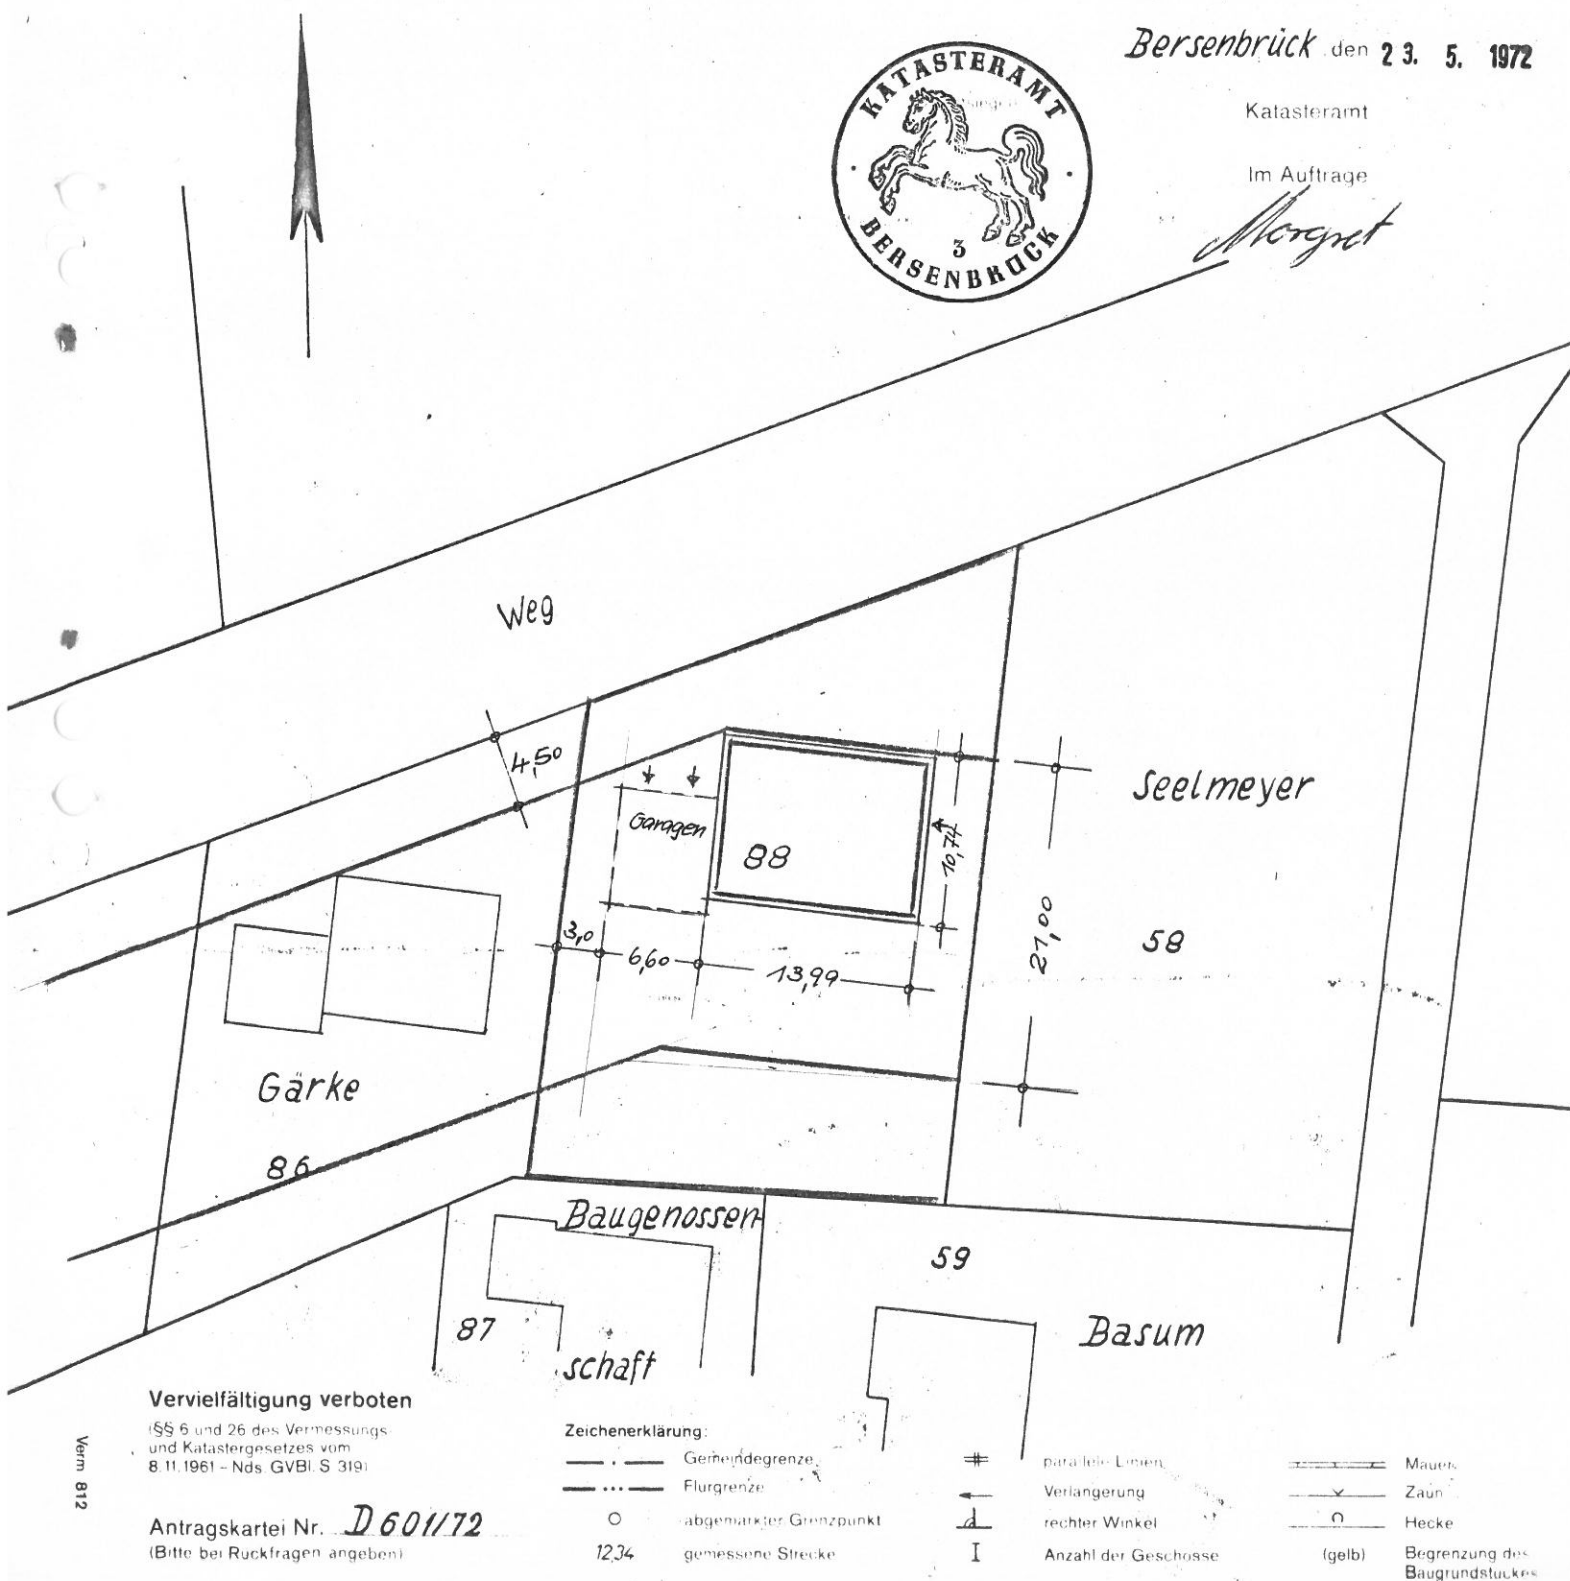 Bersenbrück den 23. 5. 1972
KATASTERAMT
BERSENBRÜCK
3
Katasteramt
Im Auftrage
Weg
4,50
Garagen
88
10,74
Seelmeyer
21,00
58
3,0
6,60
13,99
Gärke
86
Baugenossen
schaft
87
59
Basum
Vervielfältigung verboten
(§§ 6 und 26 des Vermessungs-
und Katastergesetzes vom
8.11.1961 – Nds. GVBl. S 319)
Verm 812
Antragskartei Nr. D 601/72
(Bitte bei Rückfragen angeben)
Zeichenerklärung:
Gemeindegrenze
Flurgrenze
abgemarkter Grenzpunkt
12,34 gemessene Strecke
parallele Linien
Verlängerung
rechter Winkel
I Anzahl der Geschosse
Mauer
Zaun
Hecke
(gelb) Begrenzung des
Baugrundstückes